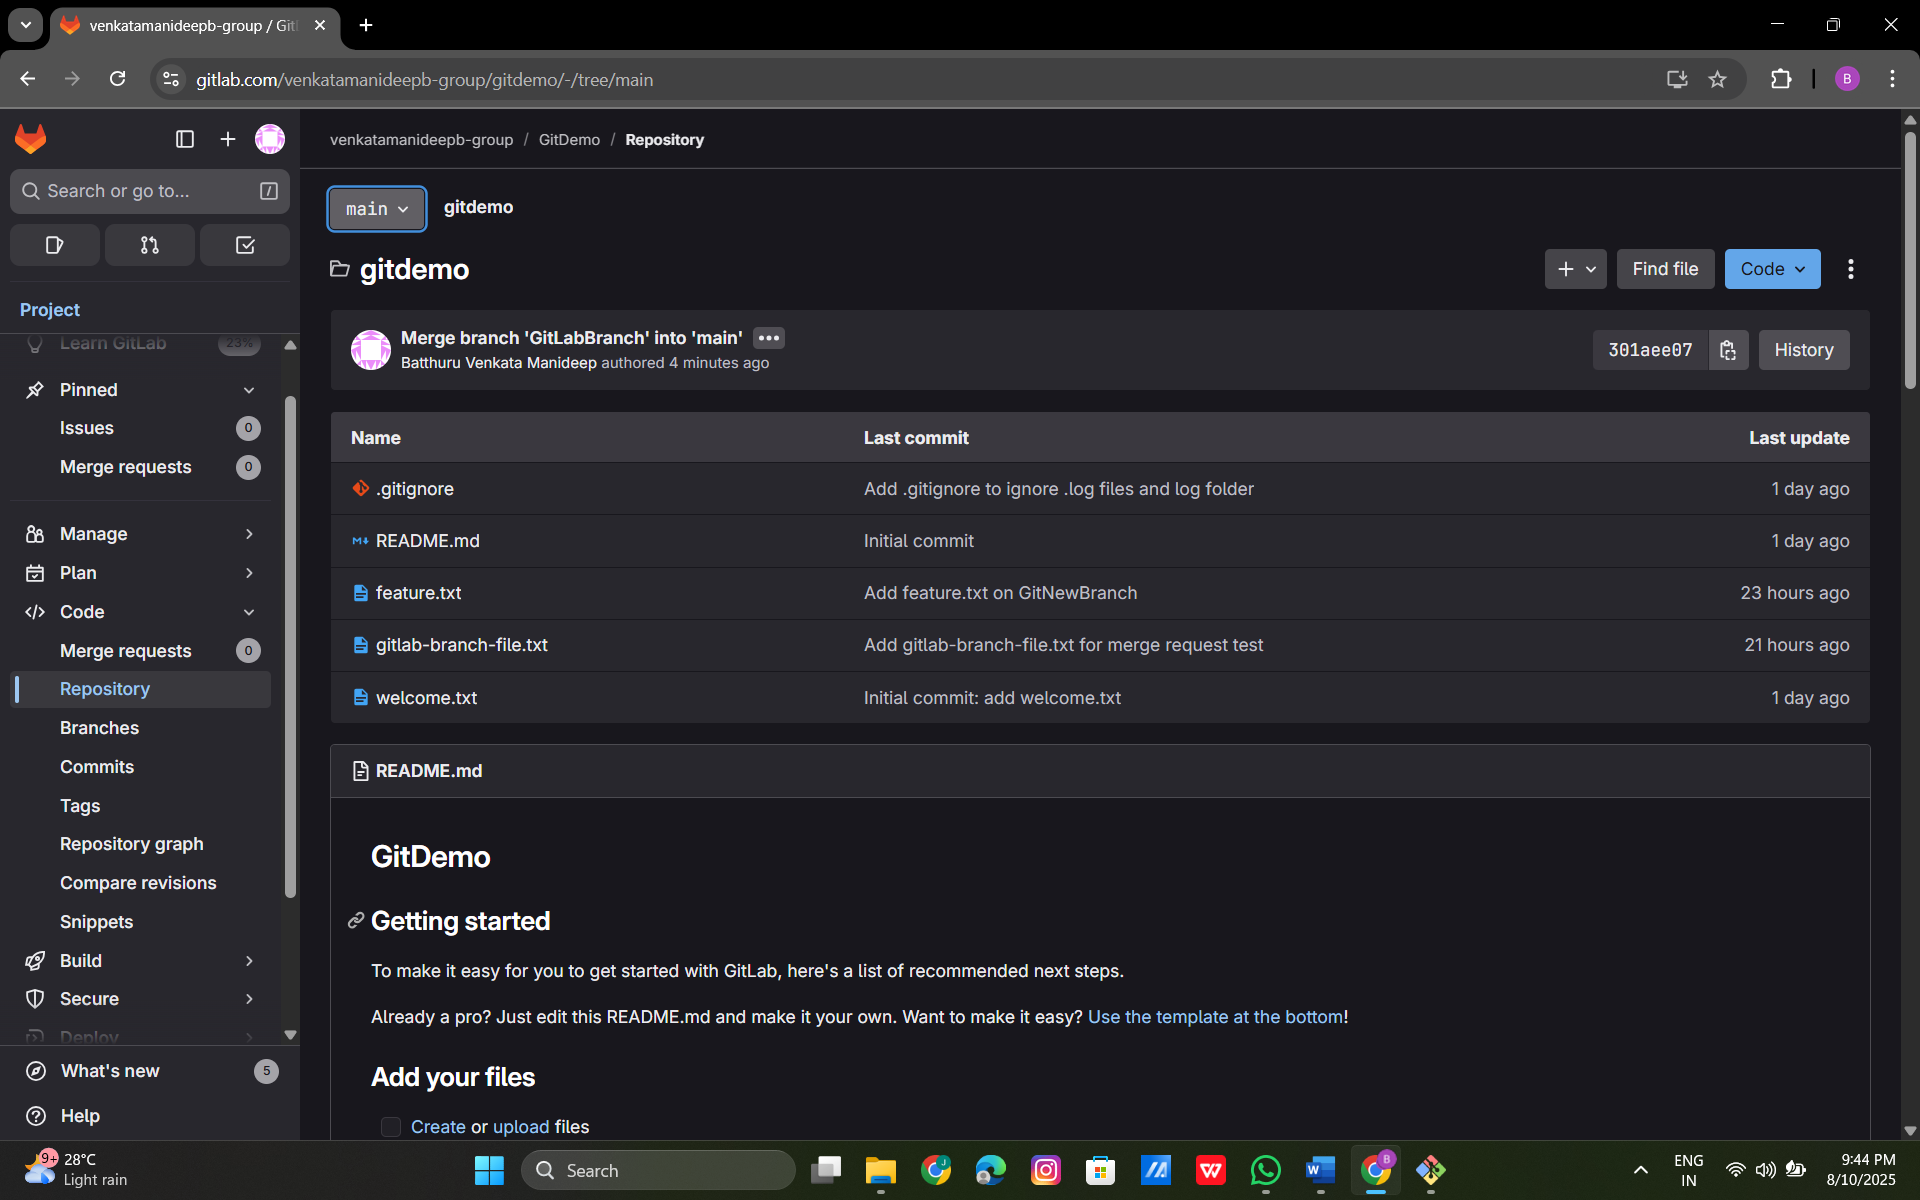 venkatamanideepb-group / Git
gitlab.com/venkatamanideepb-group/gitdemo/-/tree/main
B
venkatamanideepb-group / GitDemo / Repository
Search or go to...
/
main
gitdemo
gitdemo
Find file
Code
Project
Learn GitLab
23%
Merge branch 'GitLabBranch' into 'main'
Batthuru Venkata Manideep authored 4 minutes ago
301aee07
History
Pinned
Issues 0
Merge requests 0
Manage
Plan
Code
Merge requests 0
Repository
Branches
Commits
Tags
Repository graph
Compare revisions
Snippets
Build
Secure
Deploy
What's new 5
Help
Name Last commit Last update
.gitignore Add .gitignore to ignore .log files and log folder 1 day ago
README.md Initial commit 1 day ago
feature.txt Add feature.txt on GitNewBranch 23 hours ago
gitlab-branch-file.txt Add gitlab-branch-file.txt for merge request test 21 hours ago
welcome.txt Initial commit: add welcome.txt 1 day ago
README.md
GitDemo
Getting started
To make it easy for you to get started with GitLab, here's a list of recommended next steps.
Already a pro? Just edit this README.md and make it your own. Want to make it easy? Use the template at the bottom!
Add your files
Create or upload files
9+
28°C
Light rain
Search
J
W
B
ENG
IN
9:44 PM
8/10/2025